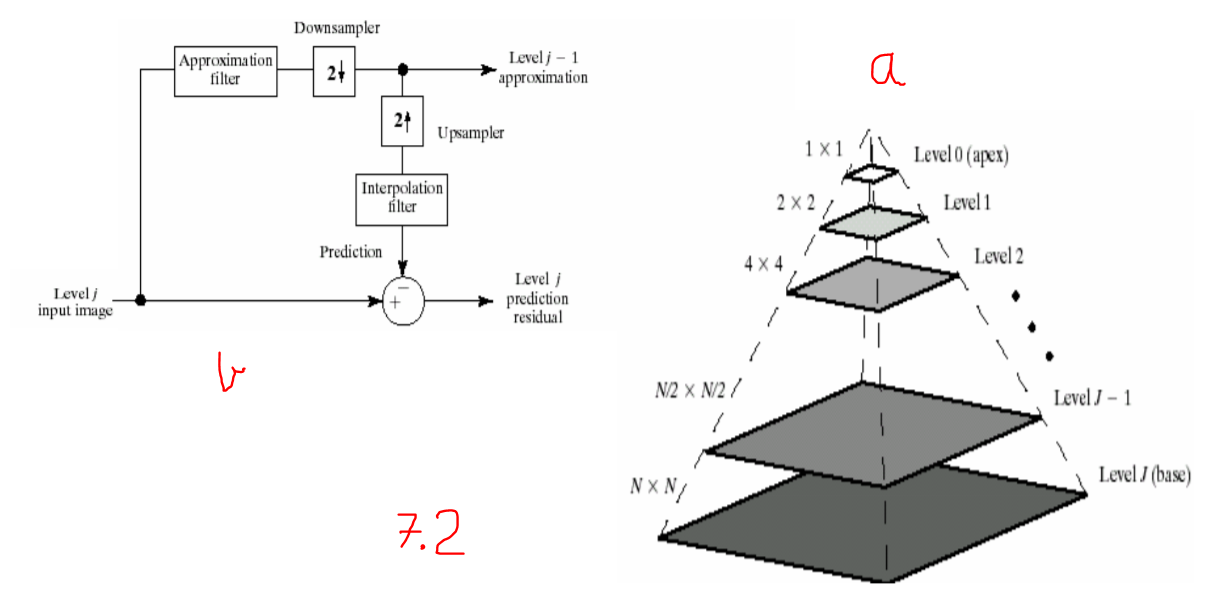 Downsampler
Approximation
filter
2↓
Level j − 1
approximation
2↑
Upsampler
Interpolation
filter
Prediction
−
+
Level j
input image
Level j
prediction
residual
b
7.2
a
1 × 1
Level 0 (apex)
2 × 2
Level 1
4 × 4
Level 2
N/2 × N/2
Level J − 1
N × N
Level J (base)